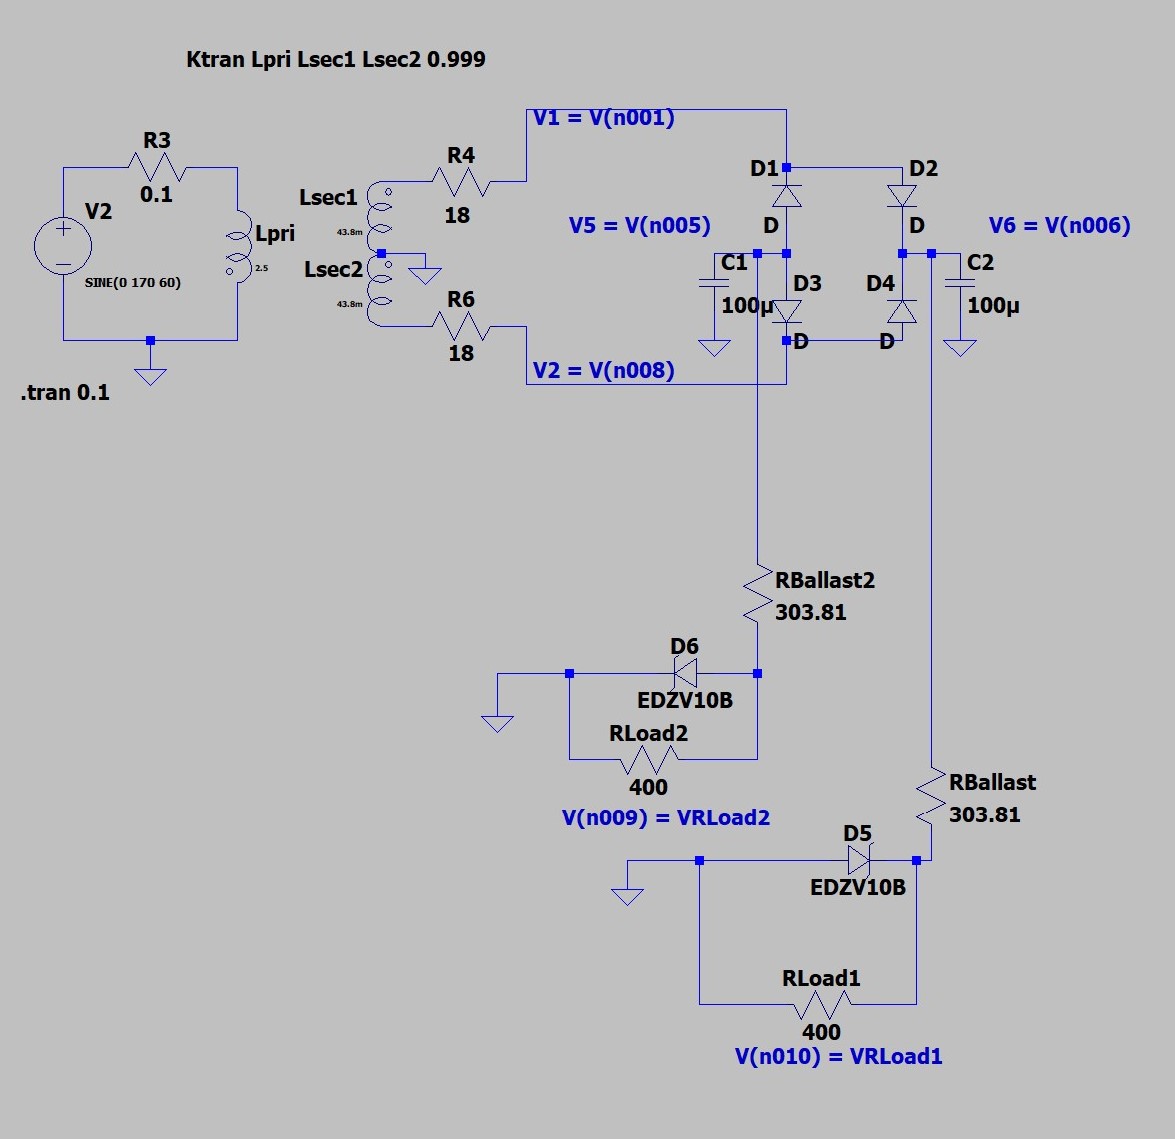 Ktran Lpri Lsec1 Lsec2 0.999
V1 = V(n001)
R3
0.1
R4
18
D1
D
D2
D
Lsec1
43.8m
V2
SINE(0 170 60)
Lpri
2.5
V5 = V(n005)
V6 = V(n006)
Lsec2
43.8m
C1
100µ
D3
D
D4
D
C2
100µ
R6
18
V2 = V(n008)
.tran 0.1
RBallast2
303.81
D6
EDZV10B
RLoad2
400
V(n009) = VRLoad2
RBallast
303.81
D5
EDZV10B
RLoad1
400
V(n010) = VRLoad1